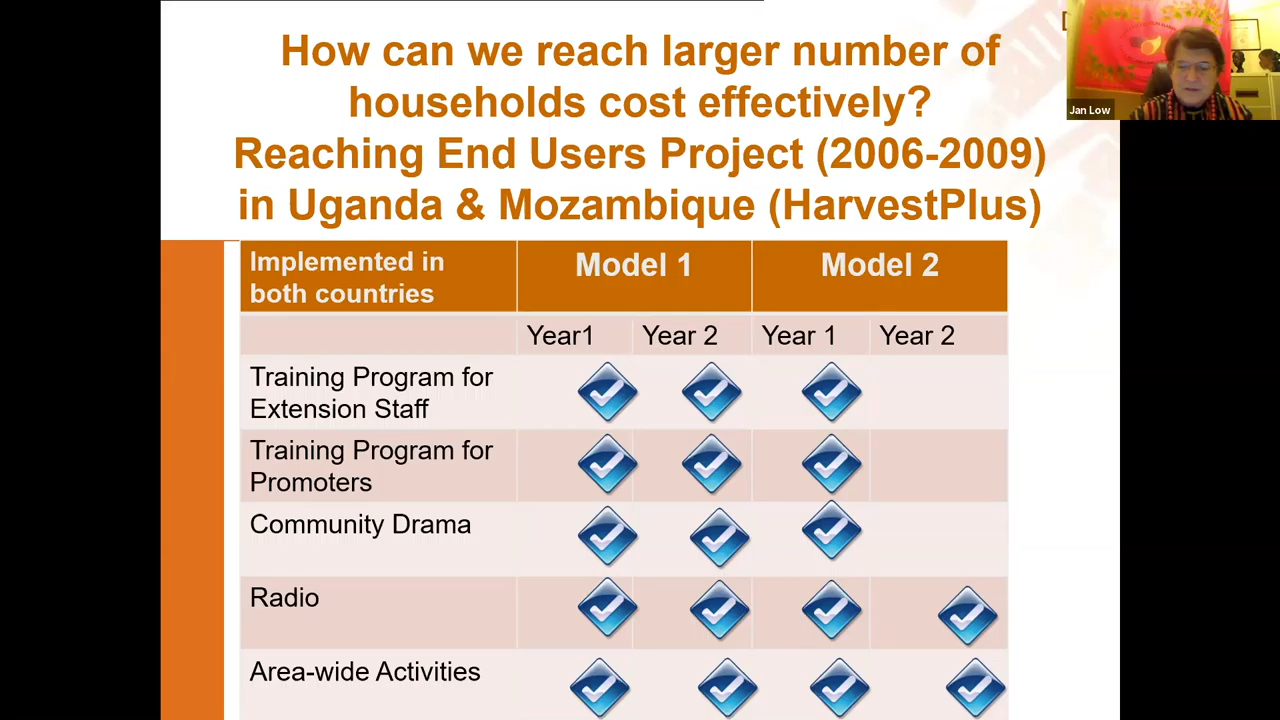 How can we reach larger number of
households cost effectively?
Reaching End Users Project (2006-2009)
in Uganda & Mozambique (HarvestPlus)
Jan Low
Implemented in
both countries
Model 1
Model 2
Year1
Year 2
Year 1
Year 2
Training Program for
Extension Staff
Training Program for
Promoters
Community Drama
Radio
Area-wide Activities